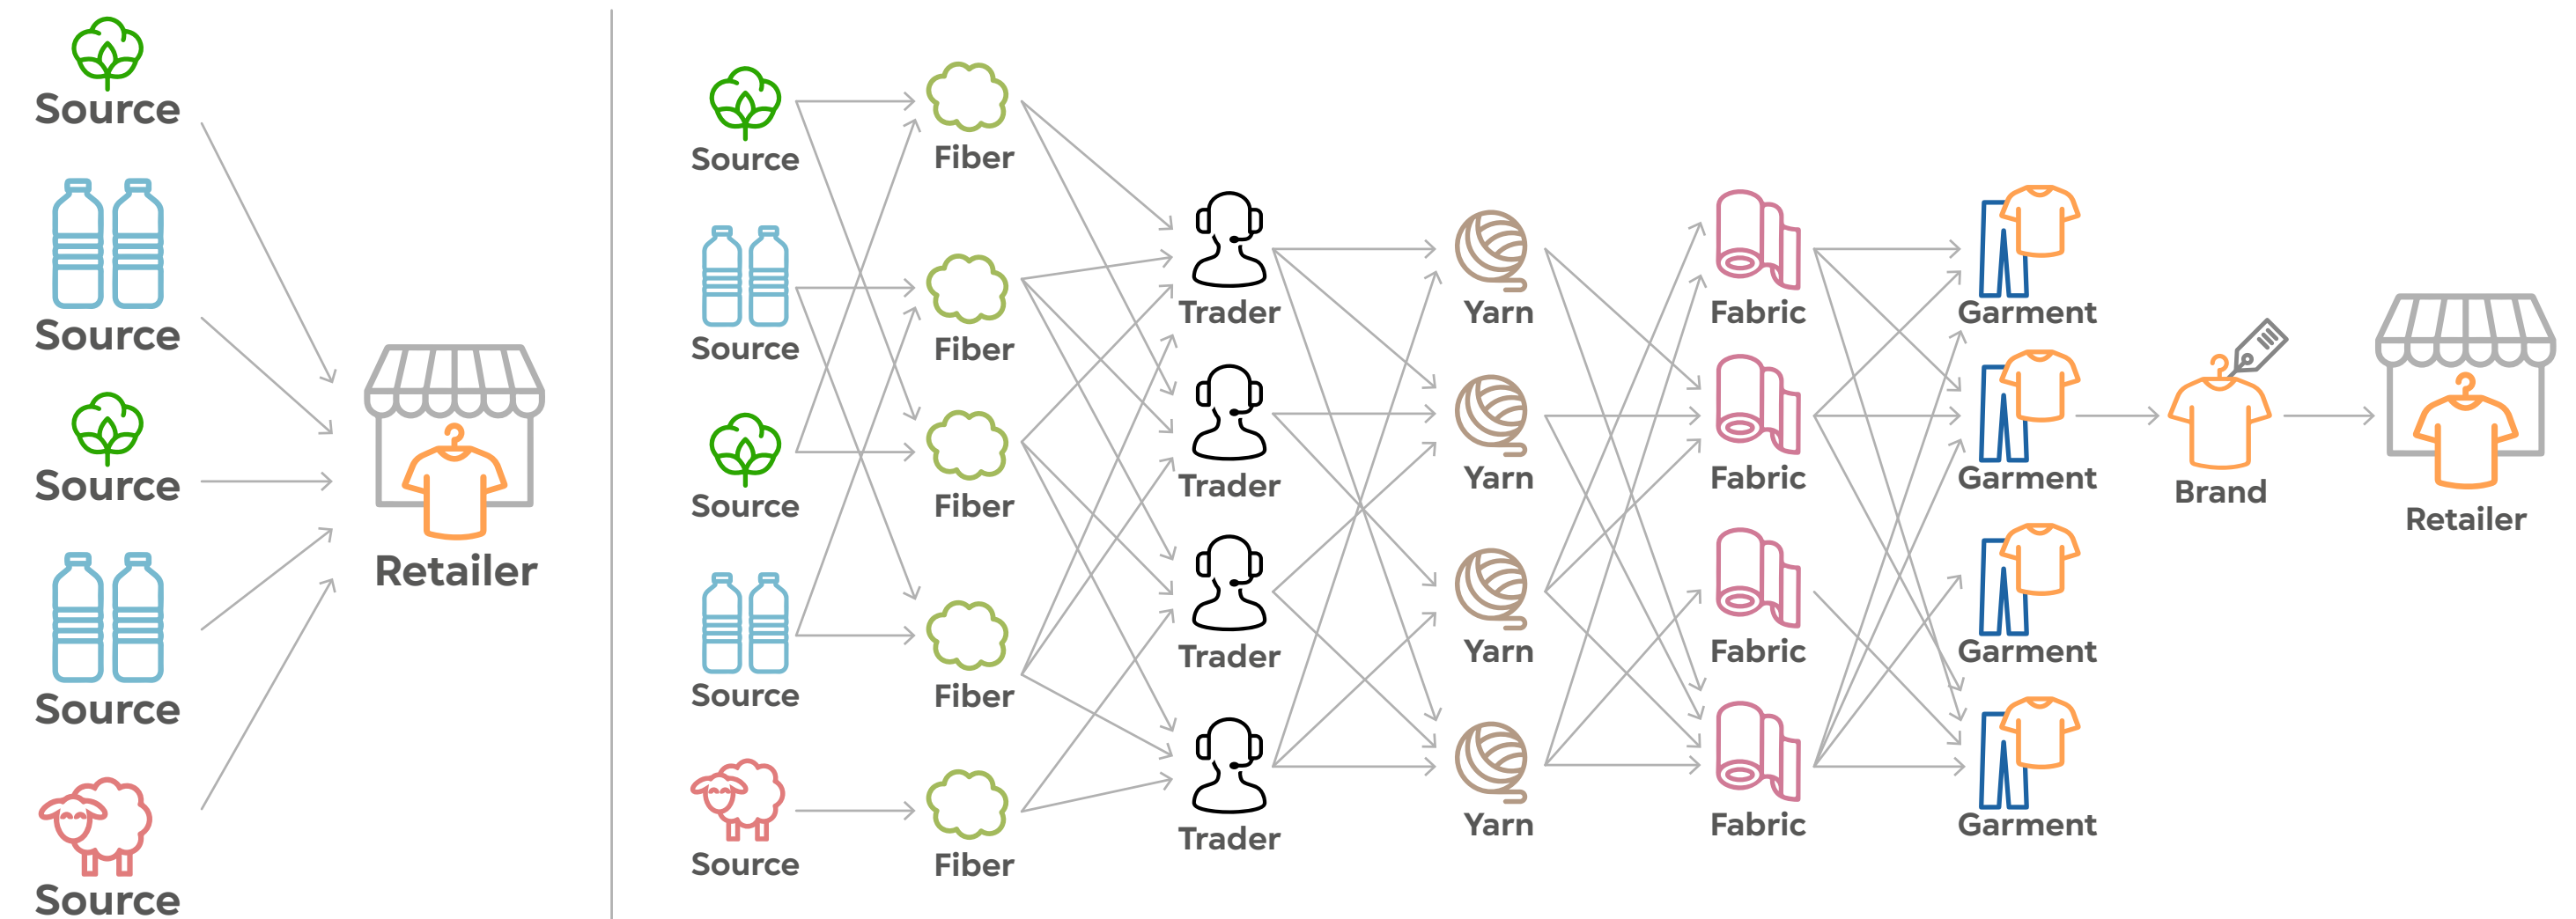 Source
Source
Source
Source
Source
Retailer
Source
Source
Source
Source
Source
Fiber
Fiber
Fiber
Fiber
Fiber
Trader
Trader
Trader
Trader
Yarn
Yarn
Yarn
Yarn
Fabric
Fabric
Fabric
Fabric
Garment
Garment
Garment
Garment
Brand
Retailer